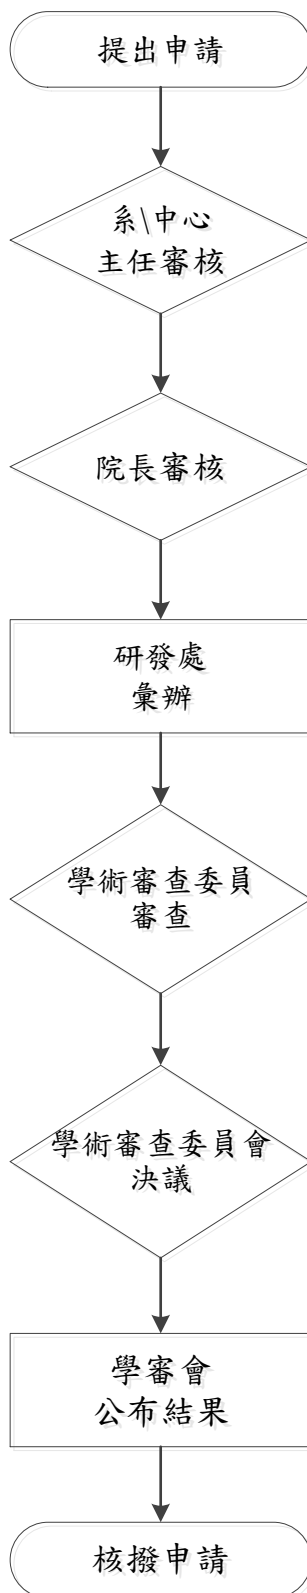 提出申請
系\中心
主任審核
院長審核
研發處
彙辦
學術審查委員
審查
學術審查委員會
決議
學審會
公布結果
核撥申請